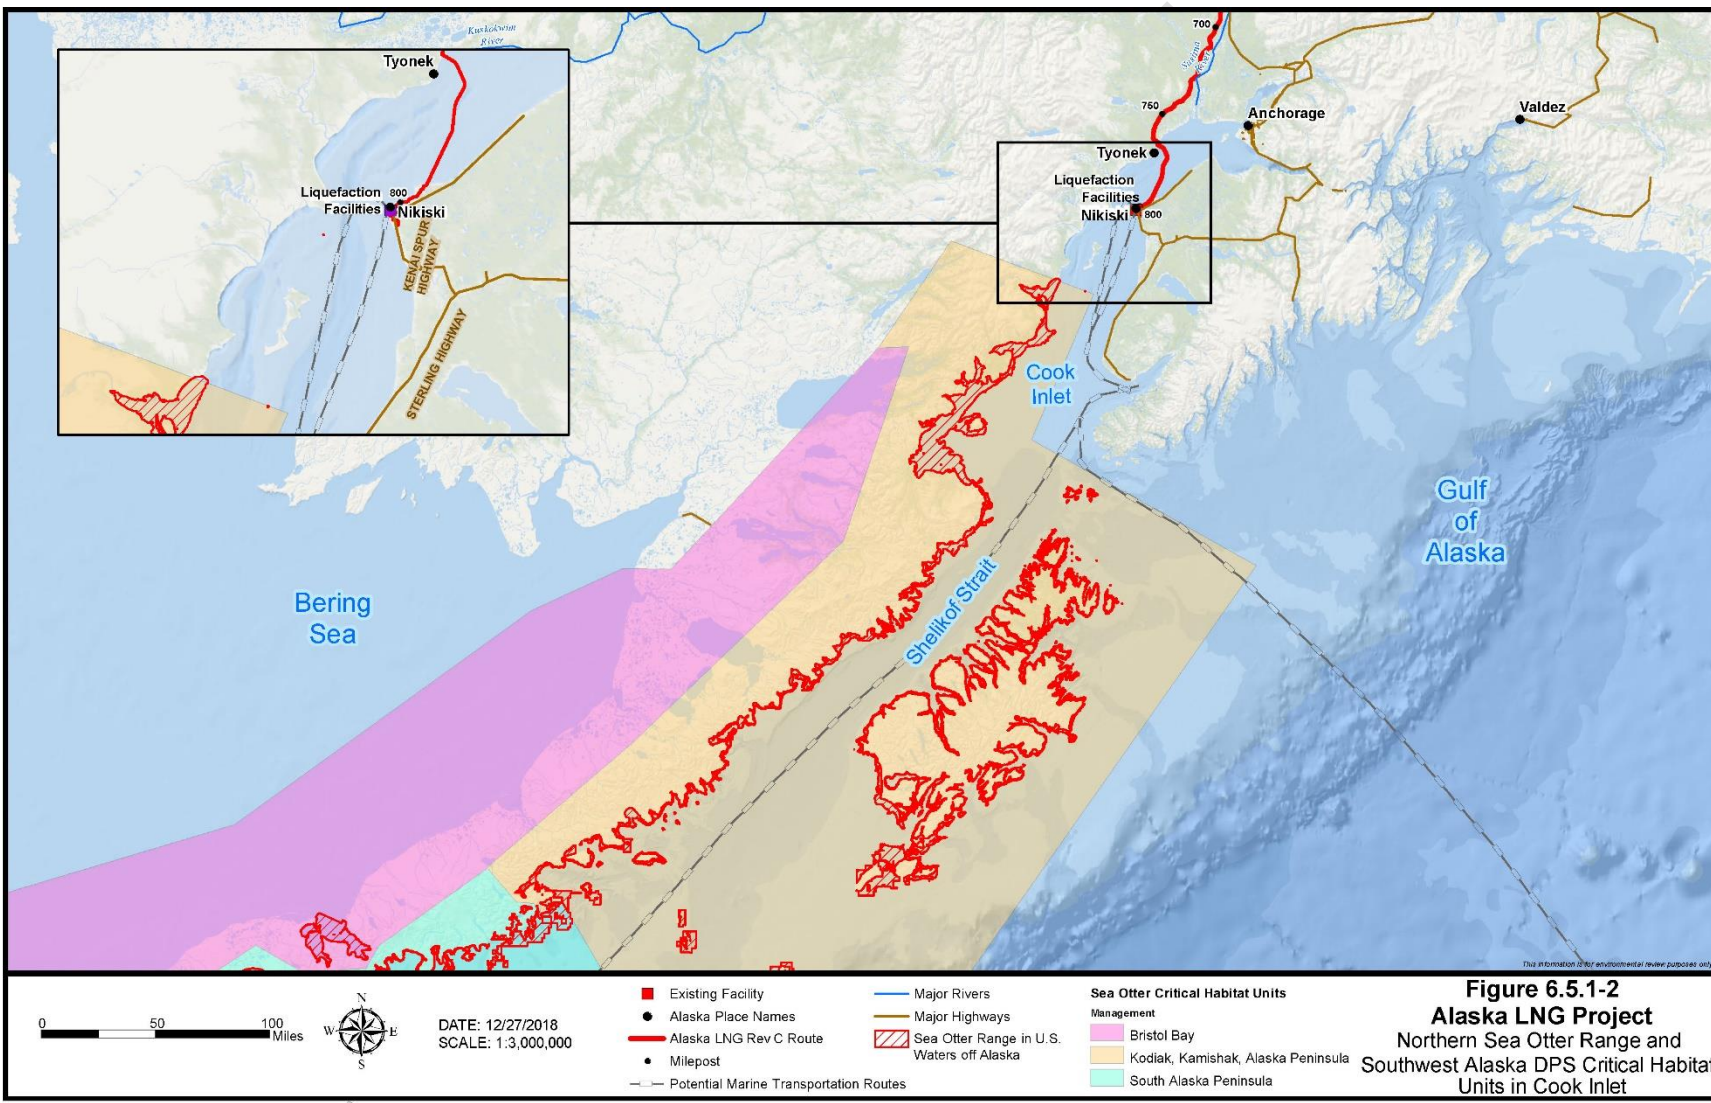 Kuskokwim
River
Tyonek
Liquefaction
Facilities
800
Nikiski
KENAI SPUR
HIGHWAY
STERLING HIGHWAY
700
Yentna
River
750
Anchorage
Valdez
Tyonek
Liquefaction
Facilities
Nikiski
800
Cook
Inlet
Gulf
of
Alaska
Shelikof Strait
Bering
Sea
This information is for environmental review purposes only
0 50 100
Miles
N
W E
S
DATE: 12/27/2018
SCALE: 1:3,000,000
Existing Facility
Alaska Place Names
Alaska LNG Rev C Route
Milepost
Potential Marine Transportation Routes
Major Rivers
Major Highways
Sea Otter Range in U.S.
Waters off Alaska
Sea Otter Critical Habitat Units
Management
Bristol Bay
Kodiak, Kamishak, Alaska Peninsula
South Alaska Peninsula
Figure 6.5.1-2
Alaska LNG Project
Northern Sea Otter Range and
Southwest Alaska DPS Critical Habitat
Units in Cook Inlet